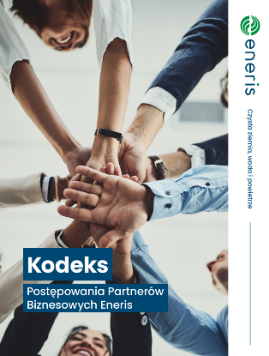 eneris
Czysta ziemia, woda i powietrze
Kodeks
Postępowania Partnerów
Biznesowych Eneris